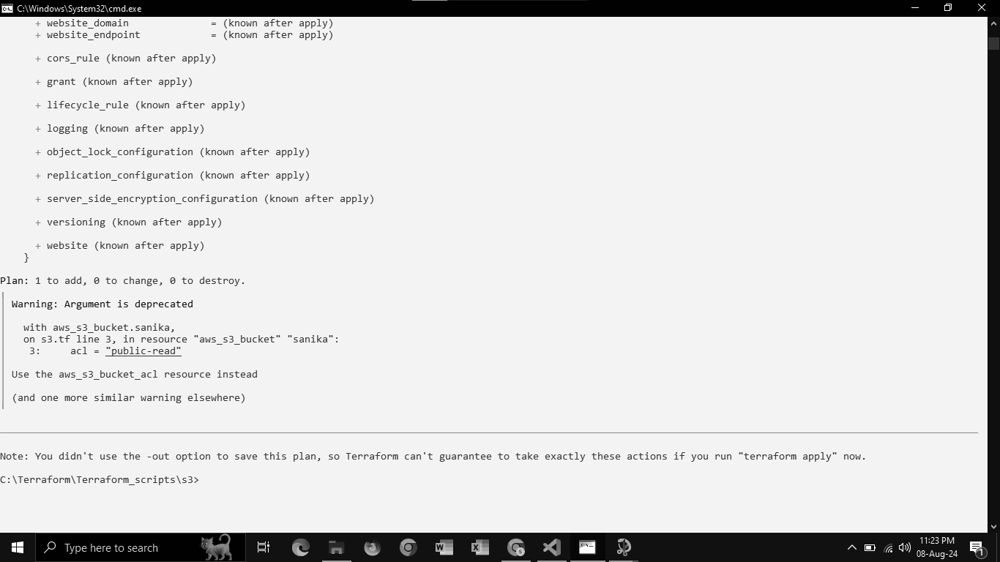 C:\Windows\System32\cmd.exe
+ website_domain = (known after apply)
+ website_endpoint = (known after apply)
+ cors_rule (known after apply)
+ grant (known after apply)
+ lifecycle_rule (known after apply)
+ logging (known after apply)
+ object_lock_configuration (known after apply)
+ replication_configuration (known after apply)
+ server_side_encryption_configuration (known after apply)
+ versioning (known after apply)
+ website (known after apply)
}
Plan: 1 to add, 0 to change, 0 to destroy.
Warning: Argument is deprecated
with aws_s3_bucket.sanika,
on s3.tf line 3, in resource "aws_s3_bucket" "sanika":
3: acl = "public-read"
Use the aws_s3_bucket_acl resource instead
(and one more similar warning elsewhere)
Note: You didn't use the -out option to save this plan, so Terraform can't guarantee to take exactly these actions if you run "terraform apply" now.
C:\Terraform\Terraform_scripts\s3>
Type here to search
11:23 PM
08-Aug-24
1